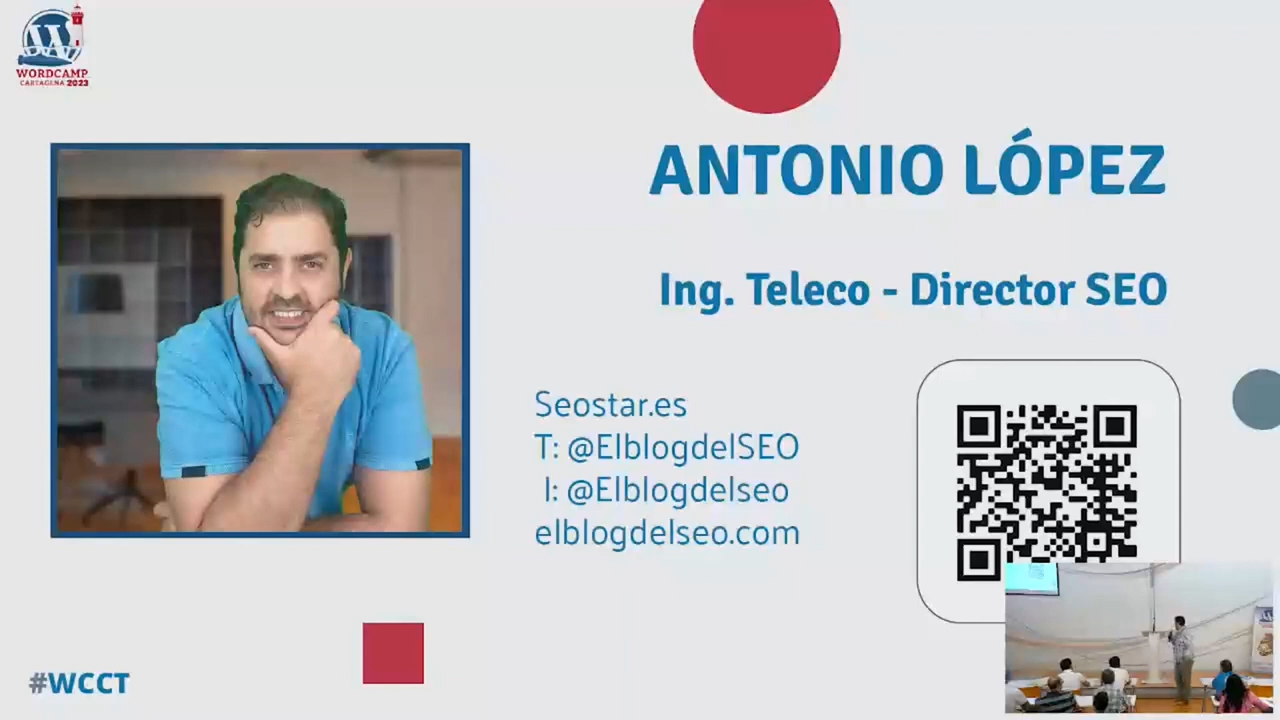 WORDCAMP
CARTAGENA 2023
ANTONIO LÓPEZ
Ing. Teleco - Director SEO
Seostar.es
T: @ElblogdelSEO
I: @Elblogdelseo
elblogdelseo.com
#WCCT